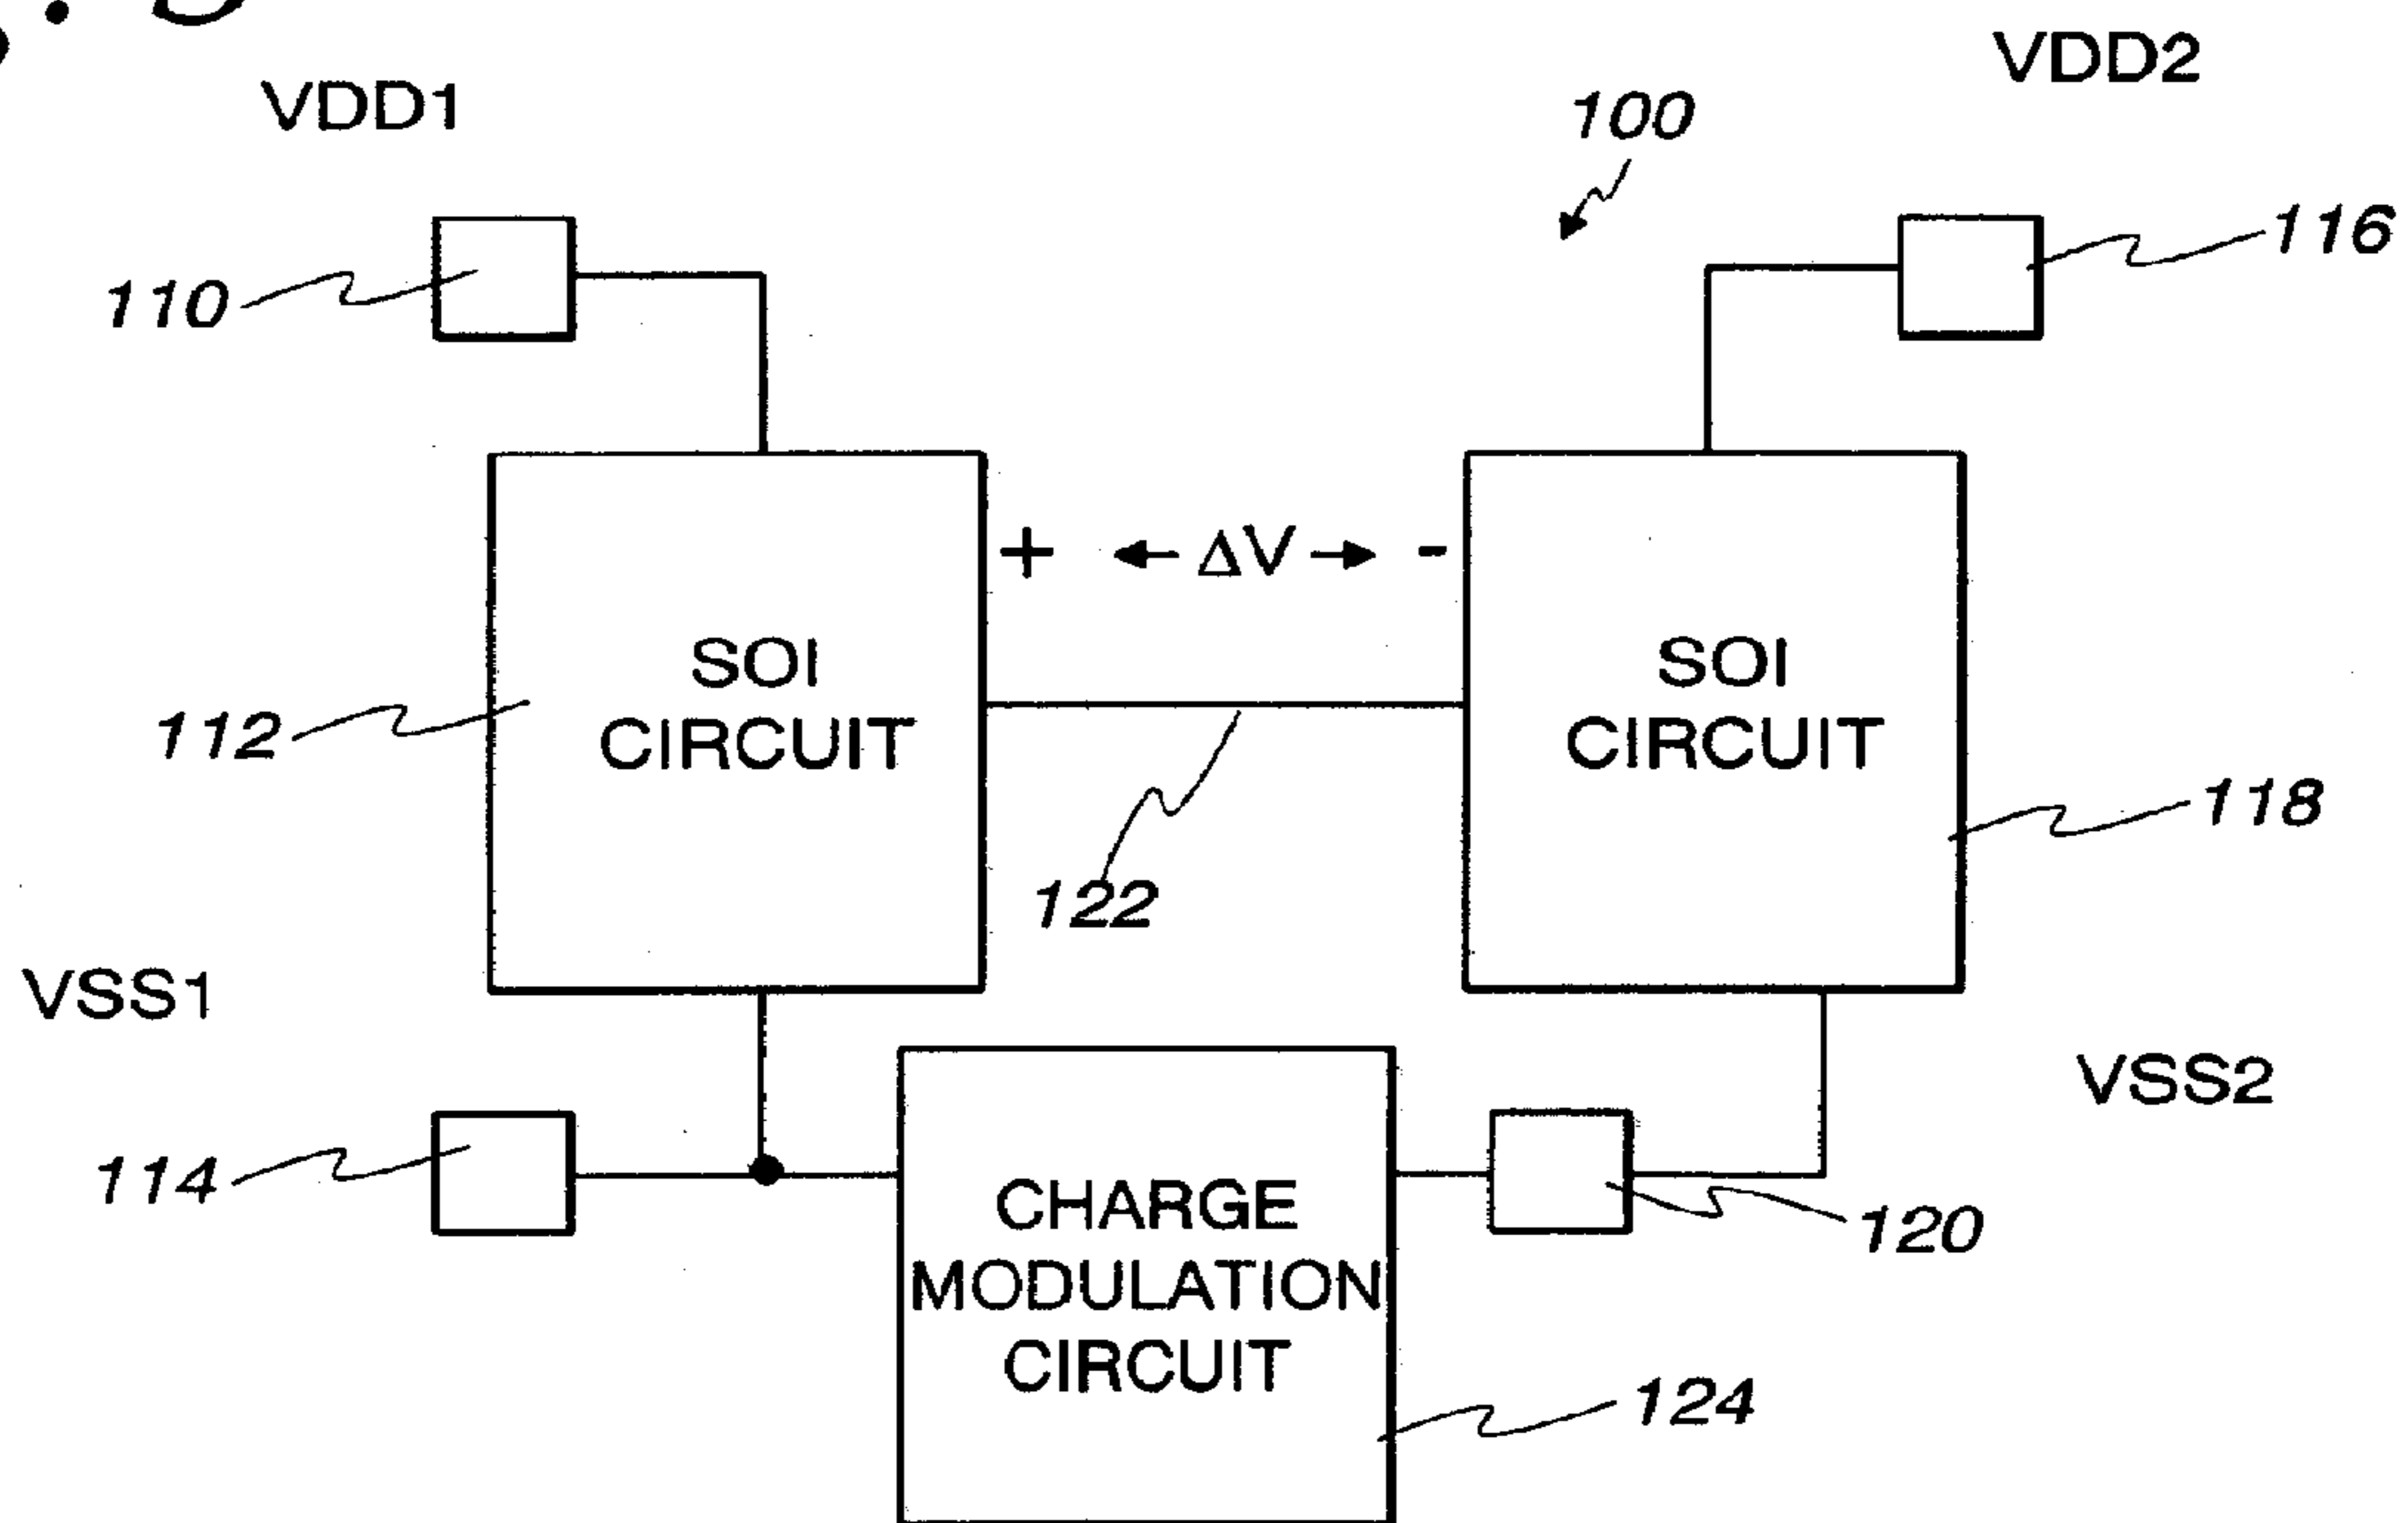 VDD1
VDD2
100
110
116
+ ← ΔV → -
SOI
CIRCUIT
SOI
CIRCUIT
112
118
122
VSS1
VSS2
114
120
CHARGE
MODULATION
CIRCUIT
124